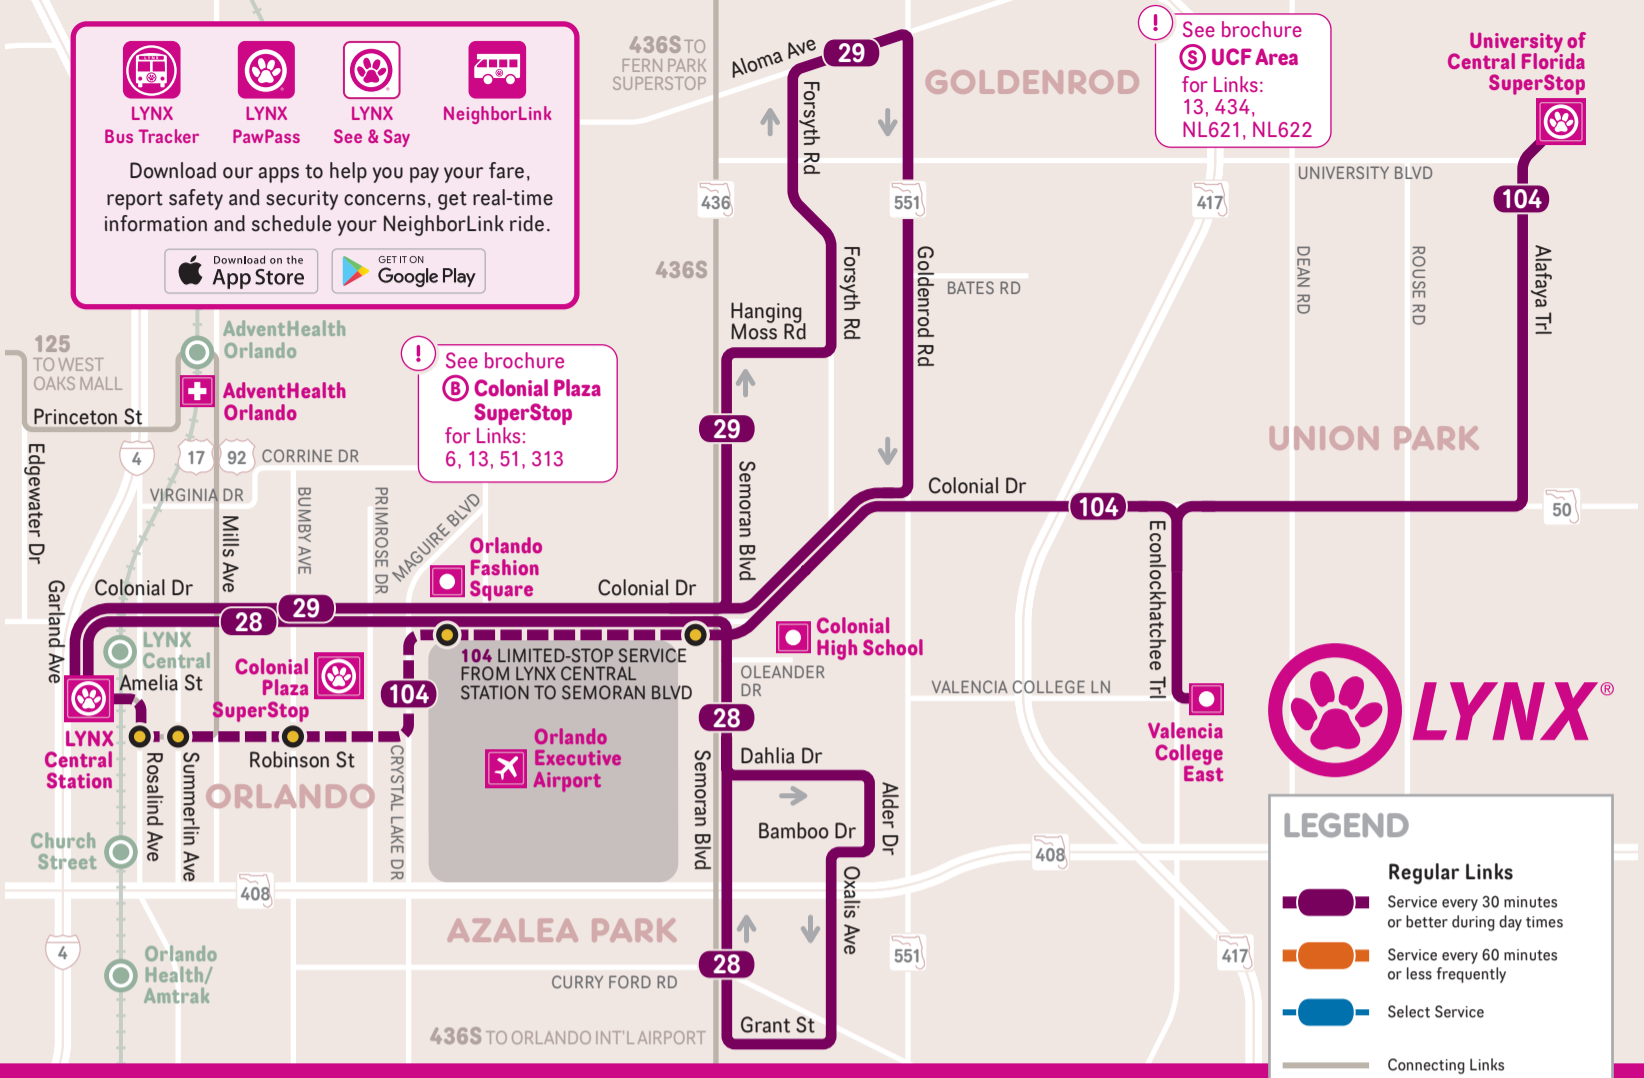 LYNX
Bus Tracker
LYNX
PawPass
LYNX
See & Say
NeighborLink
Download our apps to help you pay your fare,
report safety and security concerns, get real-time
information and schedule your NeighborLink ride.
Download on the
App Store
GET IT ON
Google Play
436S TO
FERN PARK
SUPERSTOP
Aloma Ave
29
GOLDENROD
See brochure
S UCF Area
for Links:
13, 434,
NL621, NL622
!
University of
Central Florida
SuperStop
Forsyth Rd
UNIVERSITY BLVD
436
551
417
104
436S
Forsyth Rd
Goldenrod Rd
BATES RD
DEAN RD
ROUSE RD
Alafaya Trl
Hanging
Moss Rd
125
TO WEST
OAKS MALL
AdventHealth
Orlando
AdventHealth
Orlando
Princeton St
!
See brochure
B Colonial Plaza
SuperStop
for Links:
6, 13, 51, 313
29
UNION PARK
Edgewater Dr
4
17
92
CORRINE DR
VIRGINIA DR
Mills Ave
BUMBY AVE
PRIMROSE DR
MAGUIRE BLVD
Semoran Blvd
Colonial Dr
104
50
Econlockhatchee Trl
Orlando
Fashion
Square
Garland Ave
Colonial Dr
28
29
Colonial Dr
LYNX
Central
Amelia St
Colonial
Plaza
SuperStop
104
104 LIMITED-STOP SERVICE
FROM LYNX CENTRAL
STATION TO SEMORAN BLVD
Colonial
High School
OLEANDER
DR
VALENCIA COLLEGE LN
LYNX®
LYNX
Central
Station
Robinson St
Rosalind Ave
Summerlin Ave
CRYSTAL LAKE DR
Orlando
Executive
Airport
28
Semoran Blvd
Dahlia Dr
Valencia
College
East
ORLANDO
Bamboo Dr
Alder Dr
Church
Street
408
408
Oxalis Ave
AZALEA PARK
4
Orlando
Health/
Amtrak
28
CURRY FORD RD
551
417
436S TO ORLANDO INT'L AIRPORT
Grant St
LEGEND
Regular Links
Service every 30 minutes
or better during day times
Service every 60 minutes
or less frequently
Select Service
Connecting Links